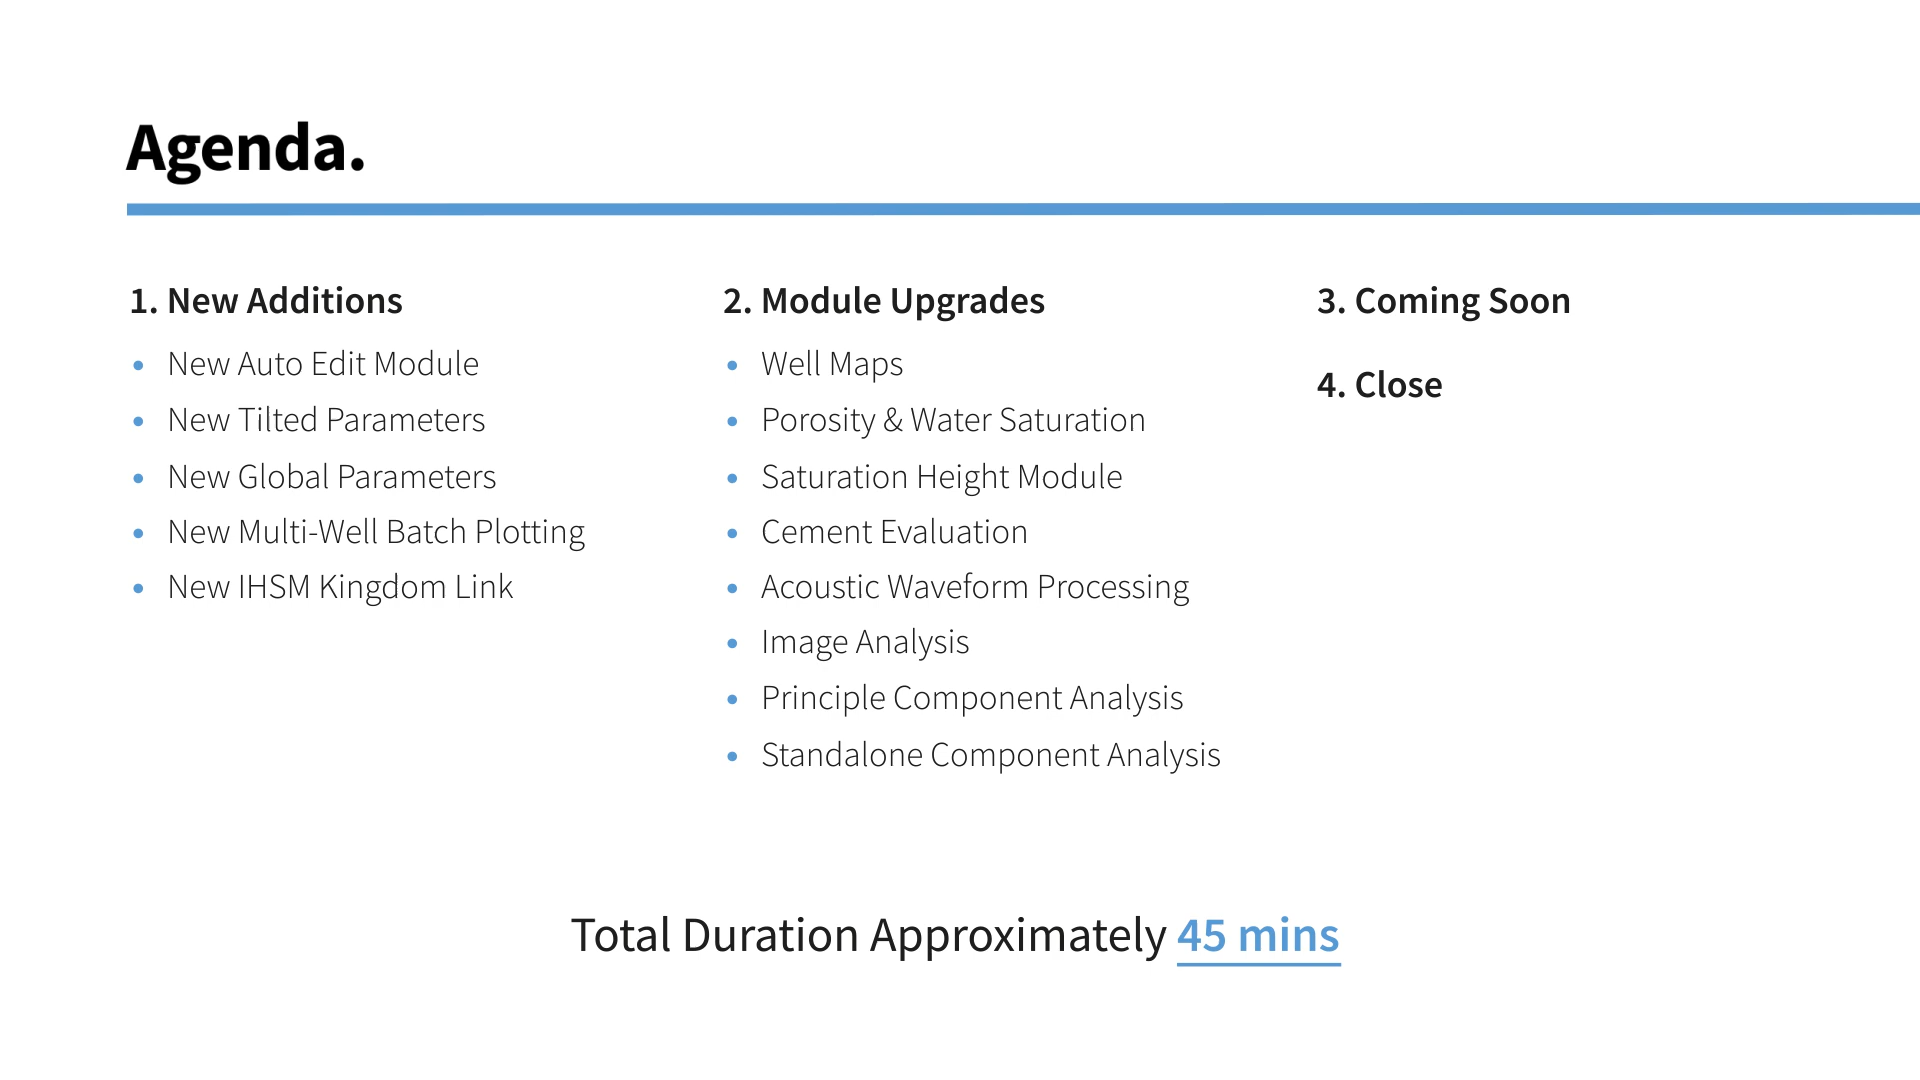 Agenda.
1. New Additions
• New Auto Edit Module
• New Tilted Parameters
• New Global Parameters
• New Multi-Well Batch Plotting
• New IHSM Kingdom Link
2. Module Upgrades
• Well Maps
• Porosity & Water Saturation
• Saturation Height Module
• Cement Evaluation
• Acoustic Waveform Processing
• Image Analysis
• Principle Component Analysis
• Standalone Component Analysis
3. Coming Soon
4. Close
Total Duration Approximately 45 mins